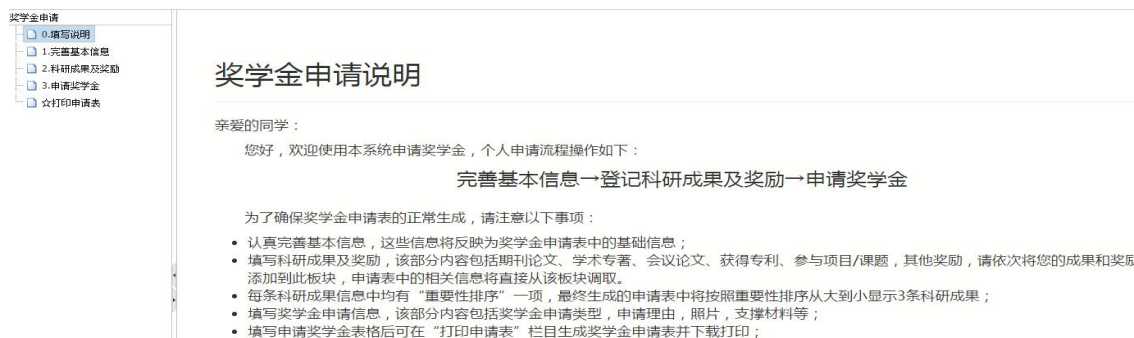 奖学金申请
0.填写说明
1.完善基本信息
2.科研成果及奖励
3.申请奖学金
☆打印申请表
奖学金申请说明
亲爱的同学：
您好，欢迎使用本系统申请奖学金，个人申请流程操作如下：
完善基本信息→登记科研成果及奖励→申请奖学金
为了确保奖学金申请表的正常生成，请注意以下事项：
• 认真完善基本信息，这些信息将反映为奖学金申请表中的基础信息；
• 填写科研成果及奖励，该部分内容包括期刊论文、学术专著、会议论文、获得专利、参与项目/课题，其他奖励，请依次将您的成果和奖励
添加到此板块，申请表中的相关信息将直接从该板块调取。
• 每条科研成果信息中均有“重要性排序”一项，最终生成的申请表中将按照重要性排序从大到小显示3条科研成果；
• 填写奖学金申请信息，该部分内容包括奖学金申请类型，申请理由，照片，支撑材料等；
• 填写申请奖学金表格后可在“打印申请表”栏目生成奖学金申请表并下载打印；